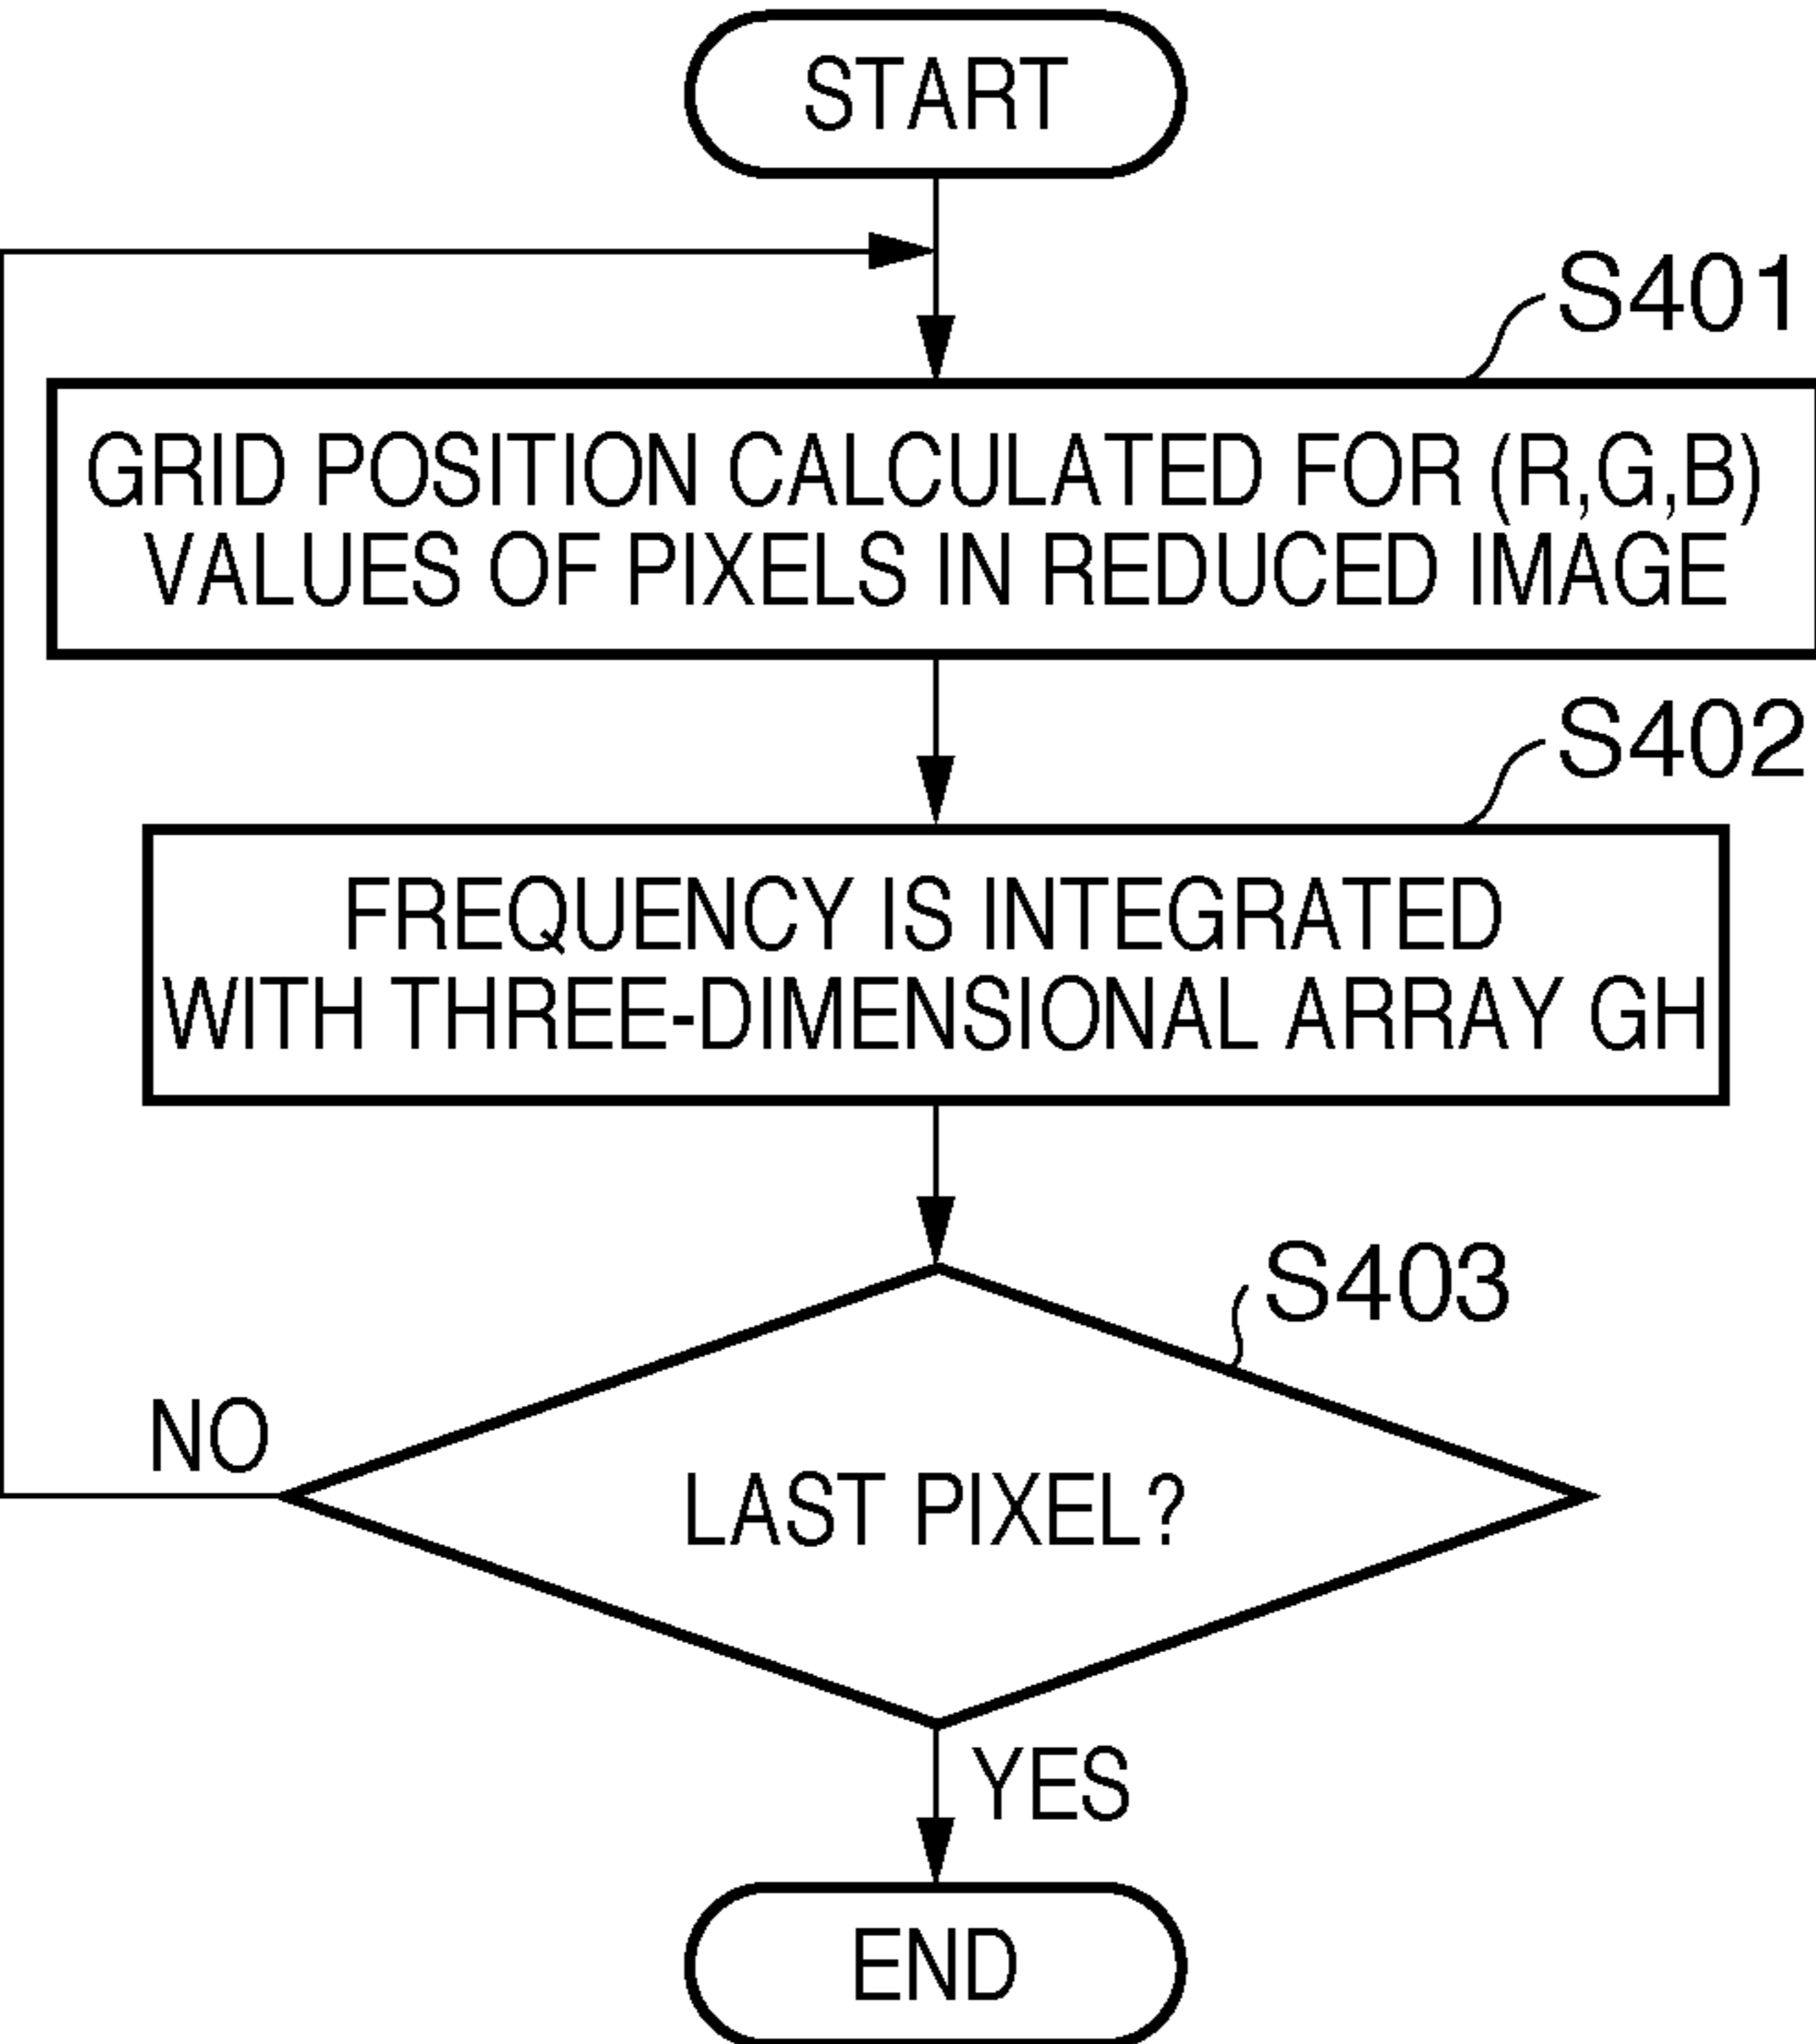 START
S401
GRID POSITION CALCULATED FOR (R,G,B)
VALUES OF PIXELS IN REDUCED IMAGE
S402
FREQUENCY IS INTEGRATED
WITH THREE-DIMENSIONAL ARRAY GH
S403
NO
LAST PIXEL?
YES
END